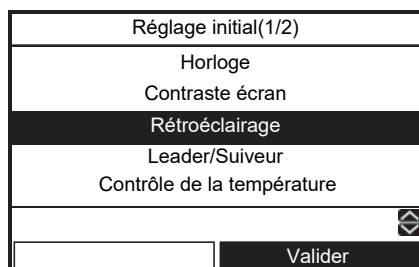 Réglage initial(1/2)
Horloge
Contraste écran
Rétroéclairage
Leader/Suiveur
Contrôle de la température
Valider